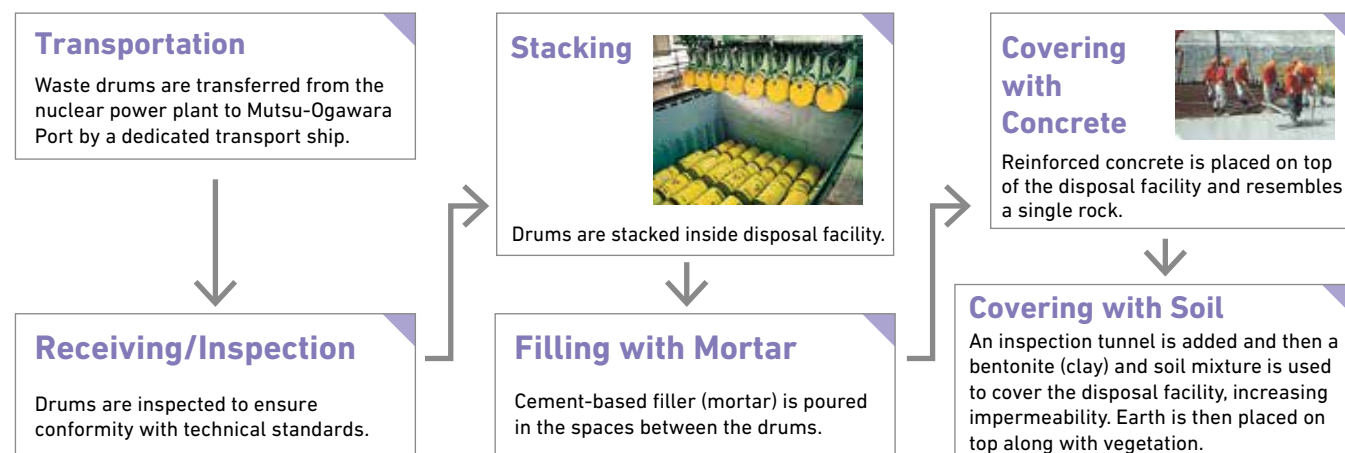 Transportation
Waste drums are transferred from the
nuclear power plant to Mutsu-Ogawara
Port by a dedicated transport ship.
Receiving/Inspection
Drums are inspected to ensure
conformity with technical standards.
Stacking
Drums are stacked inside disposal facility.
Filling with Mortar
Cement-based filler (mortar) is poured
in the spaces between the drums.
Covering
with
Concrete
Reinforced concrete is placed on top
of the disposal facility and resembles
a single rock.
Covering with Soil
An inspection tunnel is added and then a
bentonite (clay) and soil mixture is used
to cover the disposal facility, increasing
impermeability. Earth is then placed on
top along with vegetation.